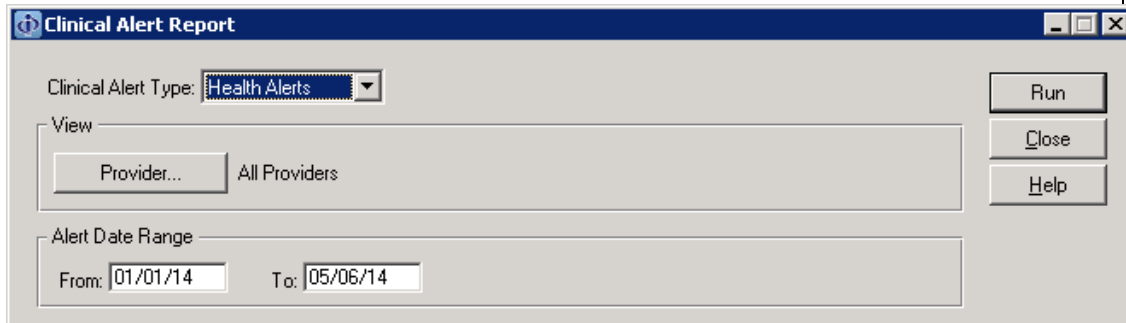 Clinical Alert Report
Clinical Alert Type: Health Alerts
Run
View
Close
Provider... All Providers
Help
Alert Date Range
From: 01/01/14 To: 05/06/14